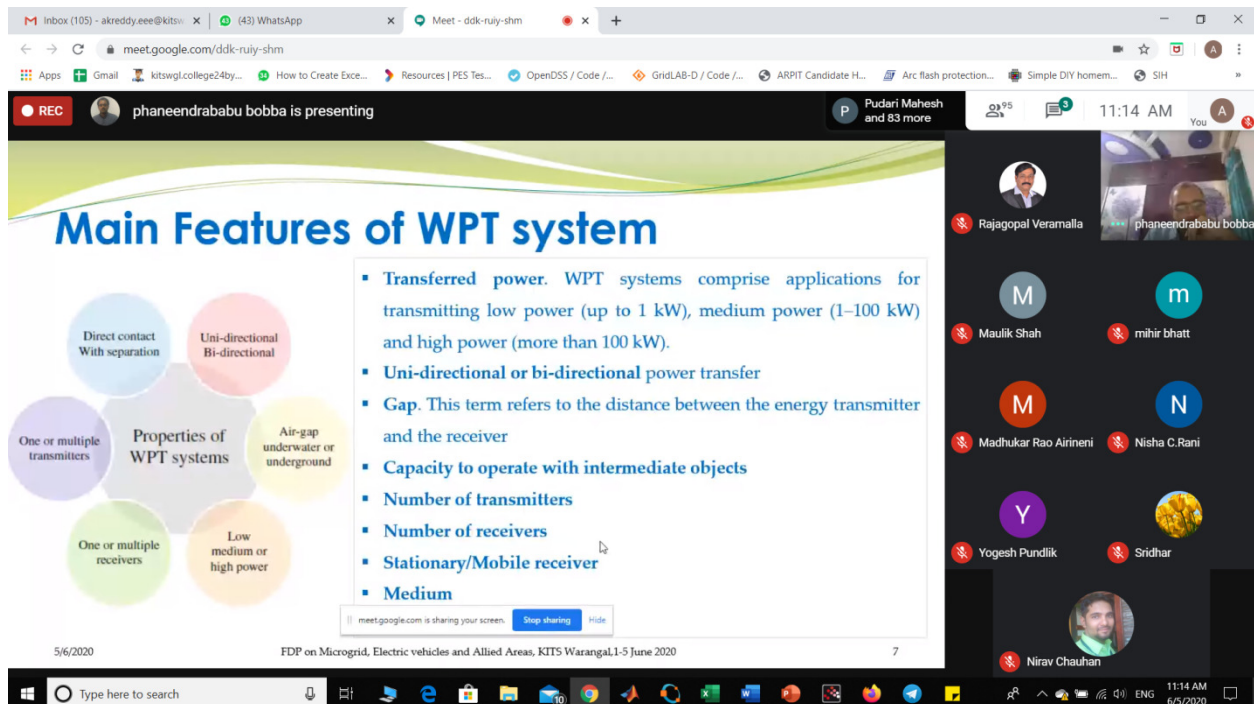 Inbox (105) - akreddy.eee@kitsw
(43) WhatsApp
Meet - ddk-ruiy-shm
meet.google.com/ddk-ruiy-shm
A
Apps
Gmail
kitswgl.college24by...
How to Create Exce...
Resources | PES Tes...
OpenDSS / Code /...
GridLAB-D / Code /...
ARPIT Candidate H...
Arc flash protection...
Simple DIY homem...
SIH
REC
phaneendrababu bobba is presenting
P
Pudari Mahesh
and 83 more
95
3
11:14 AM
You
A
Main Features of WPT system
Direct contact
With separation
Uni-directional
Bi-directional
One or multiple
transmitters
Properties of
WPT systems
Air-gap
underwater or
underground
One or multiple
receivers
Low
medium or
high power
▪ Transferred power. WPT systems comprise applications for
transmitting low power (up to 1 kW), medium power (1–100 kW)
and high power (more than 100 kW).
▪ Uni-directional or bi-directional power transfer
▪ Gap. This term refers to the distance between the energy transmitter
and the receiver
▪ Capacity to operate with intermediate objects
▪ Number of transmitters
▪ Number of receivers
▪ Stationary/Mobile receiver
▪ Medium
meet.google.com is sharing your screen.
Stop sharing
Hide
5/6/2020
FDP on Microgrid, Electric vehicles and Allied Areas, KITS Warangal,1-5 June 2020
7
Rajagopal Veramalla
phaneendrababu bobba
M
Maulik Shah
m
mihir bhatt
M
Madhukar Rao Airineni
N
Nisha C.Rani
Y
Yogesh Pundlik
Sridhar
Nirav Chauhan
Type here to search
10
ENG
11:14 AM
6/5/2020